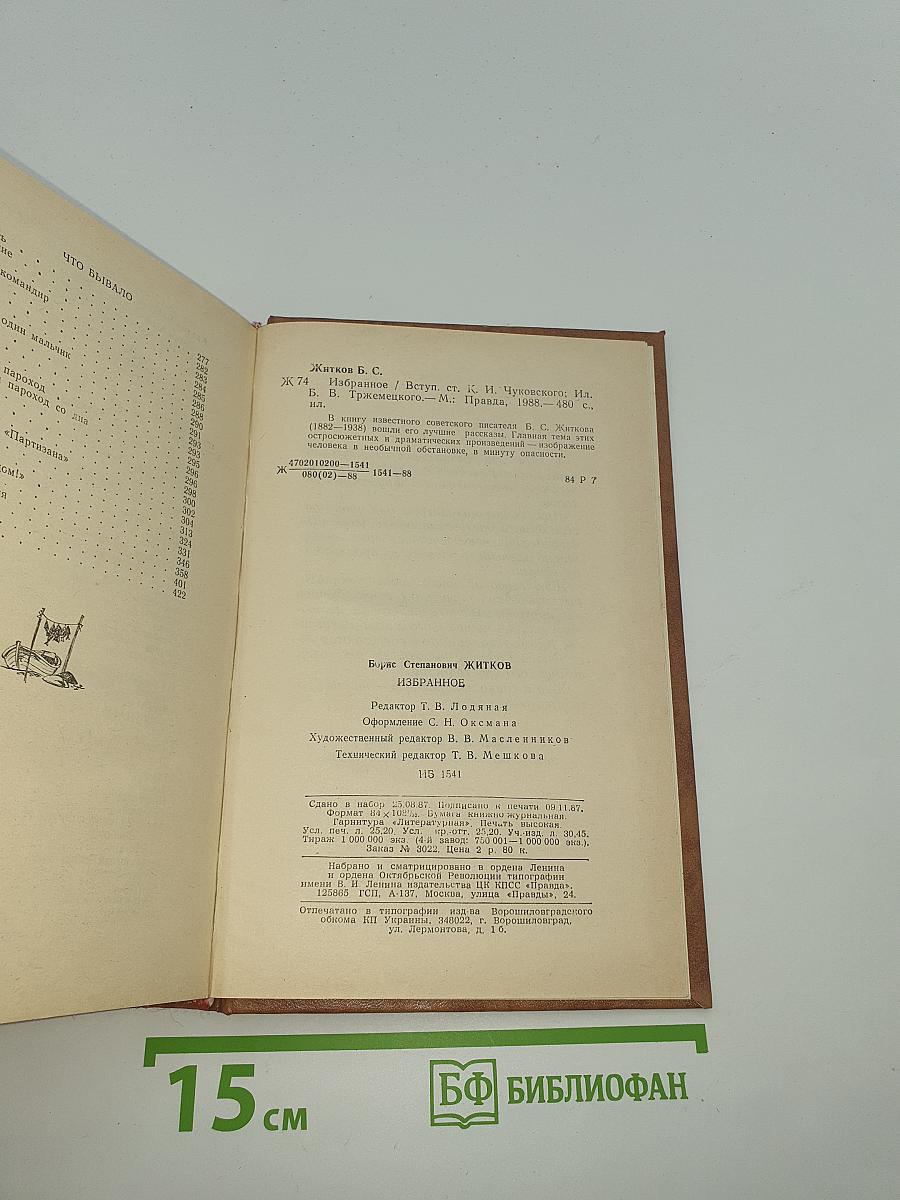 ЧТО БЫВАЛО
командир
один мальчик
пароход
пароход со дна
«Партизана»
277
282
283
284
285
286
288
290
291
293
293
295
296
296
298
300
302
304
313
324
331
346
358
401
422
Житков Б. С.
Ж 74 Избранное / Вступ. ст. К. И. Чуковского; Ил.
Б. В. Тржемецкого.— М.: Правда, 1988.— 480 с.,
ил.
В книгу известного советского писателя Б. С. Житкова
(1882—1938) вошли его лучшие рассказы. Главная тема этих
остросюжетных и драматических произведений — изображение
человека в необычной обстановке, в минуту опасности.
Ж 4702010200—1541
080(02)—88 1541—88
84 Р 7
Борис Степанович ЖИТКОВ
ИЗБРАННОЕ
Редактор Т. В. Лодяная
Оформление С. Н. Оксмана
Художественный редактор В. В. Масленников
Технический редактор Т. В. Мешкова
ИБ 1541
Сдано в набор 25.08.87. Подписано к печати 09.11.87.
Формат 84×108¹/₃₂. Бумага книжно-журнальная.
Гарнитура «Литературная». Печать высокая.
Усл. печ. л. 25,20. Усл. кр.-отт. 25,20. Уч.-изд. л. 30,45.
Тираж 1 000 000 экз. (4-й завод: 750 001—1 000 000 экз.).
Заказ № 3022. Цена 2 р. 80 к.
Набрано и сматрицировано в ордена Ленина
и ордена Октябрьской Революции типографии
имени В. И. Ленина издательства ЦК КПСС «Правда».
125865 ГСП, А-137, Москва, улица «Правды», 24.
Отпечатано в типографии изд-ва Ворошиловградского
обкома КП Украины, 348022, г. Ворошиловград,
ул. Лермонтова, д. 1б.
15 см
БФ БИБЛИОФАН